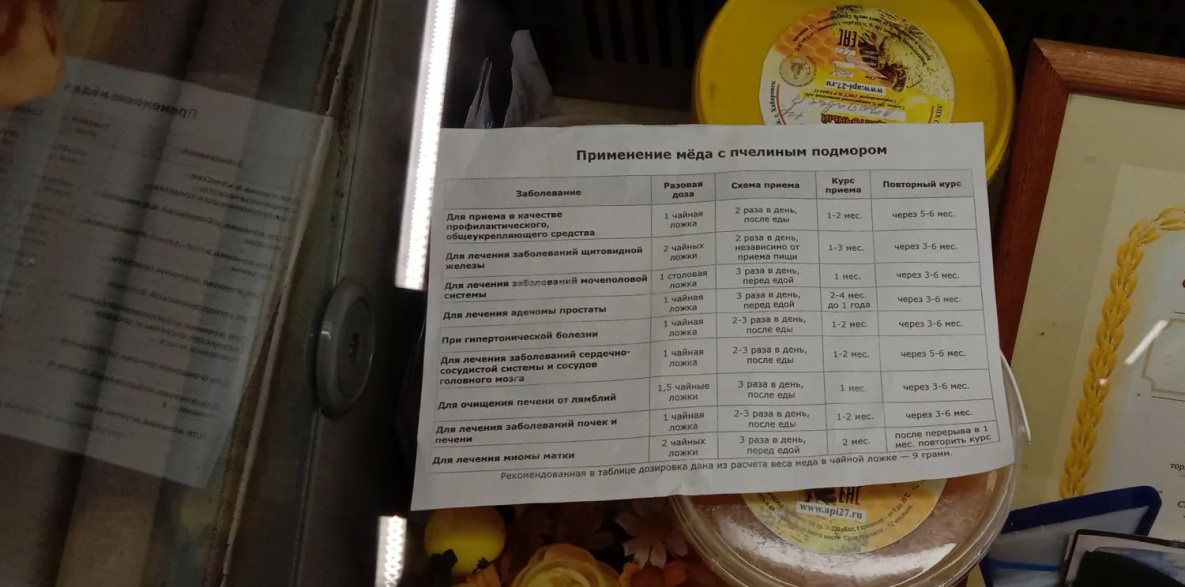 www.api-27.ru
Применение мёда с пчелиным подмором
Заболевание
Разовая
доза
Схема приема
Курс
приема
Повторный курс
Для приема в качестве
профилактического,
общеукрепляющего средства
1 чайная
ложка
2 раза в день,
после еды
1-2 мес.
через 5-6 мес.
Для лечения заболеваний щитовидной
железы
2 чайных
ложки
2 раза в день,
независимо от
приема пищи
1-3 мес.
через 3-6 мес.
Для лечения заболеваний мочеполовой
системы
1 столовая
ложка
3 раза в день,
перед едой
1 мес.
через 3-6 мес.
Для лечения аденомы простаты
1 чайная
ложка
3 раза в день,
перед едой
2-4 мес.
до 1 года
через 3-6 мес.
При гипертонической болезни
1 чайная
ложка
2-3 раза в день,
после еды
1-2 мес.
через 3-6 мес.
Для лечения заболеваний сердечно-
сосудистой системы и сосудов
головного мозга
1 чайная
ложка
2-3 раза в день,
после еды
1-2 мес.
через 5-6 мес.
Для очищения печени от лямблий
1,5 чайные
ложки
3 раза в день,
после еды
1 мес.
через 3-6 мес.
Для лечения заболеваний почек и
печени
1 чайная
ложка
2-3 раза в день,
после еды
1-2 мес.
через 3-6 мес.
Для лечения миомы матки
2 чайных
ложки
3 раза в день,
перед едой
2 мес.
после перерыва в 1
мес. повторить курс
Рекомендованная в таблице дозировка дана из расчета веса меда в чайной ложке — 9 грамм.
www.api27.ru